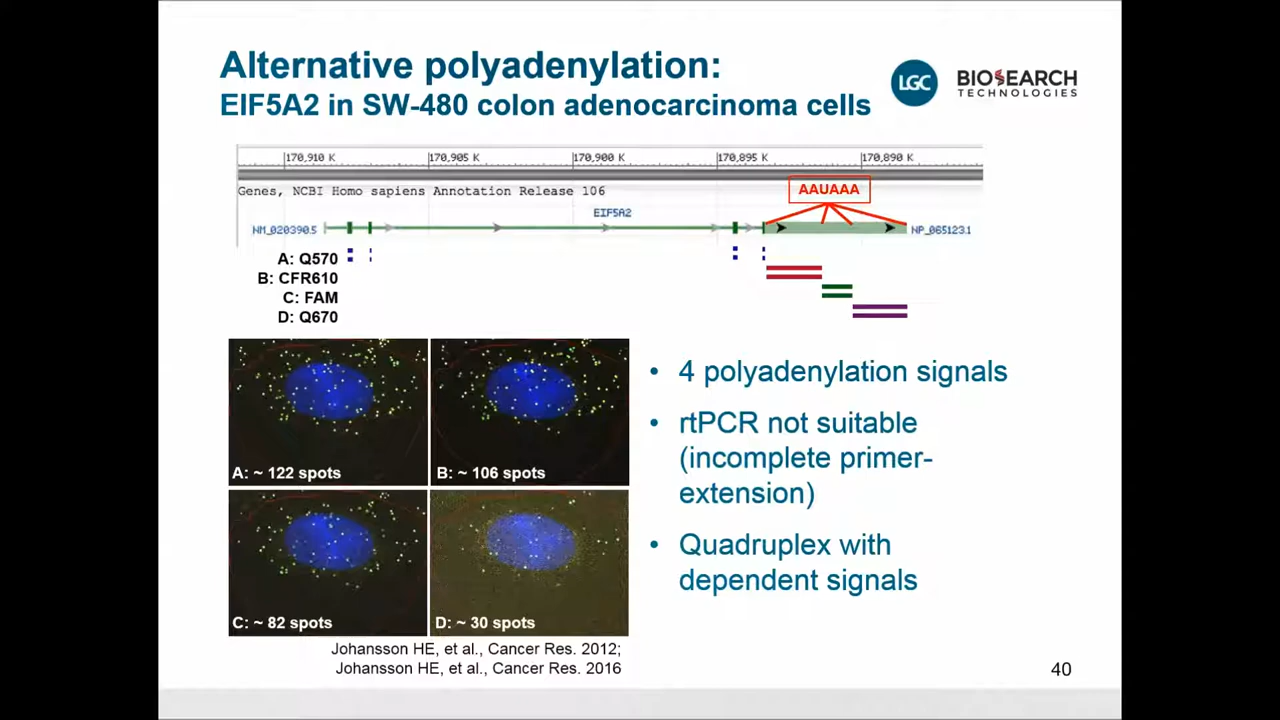 Alternative polyadenylation:
EIF5A2 in SW-480 colon adenocarcinoma cells
LGC
BIOSEARCH
TECHNOLOGIES
170,910 K
170,905 K
170,900 K
170,895 K
170,890 K
Genes, NCBI Homo sapiens Annotation Release 106
AAUAAA
EIF5A2
NM_020390.5
NP_065123.1
A: Q570
B: CFR610
C: FAM
D: Q670
A: ~ 122 spots
B: ~ 106 spots
C: ~ 82 spots
D: ~ 30 spots
• 4 polyadenylation signals
• rtPCR not suitable
(incomplete primer-
extension)
• Quadruplex with
dependent signals
Johansson HE, et al., Cancer Res. 2012;
Johansson HE, et al., Cancer Res. 2016
40